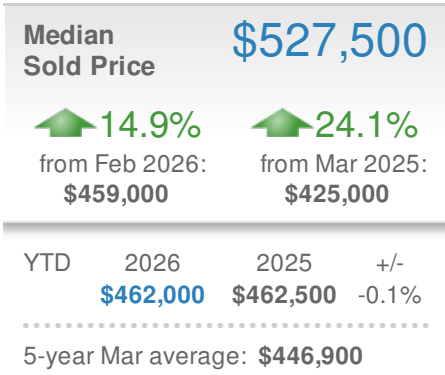 Median
Sold Price
$527,500
14.9% 24.1%
from Feb 2026: from Mar 2025:
$459,000 $425,000
YTD 2026 2025 +/-
$462,000 $462,500 -0.1%
5-year Mar average: $446,900